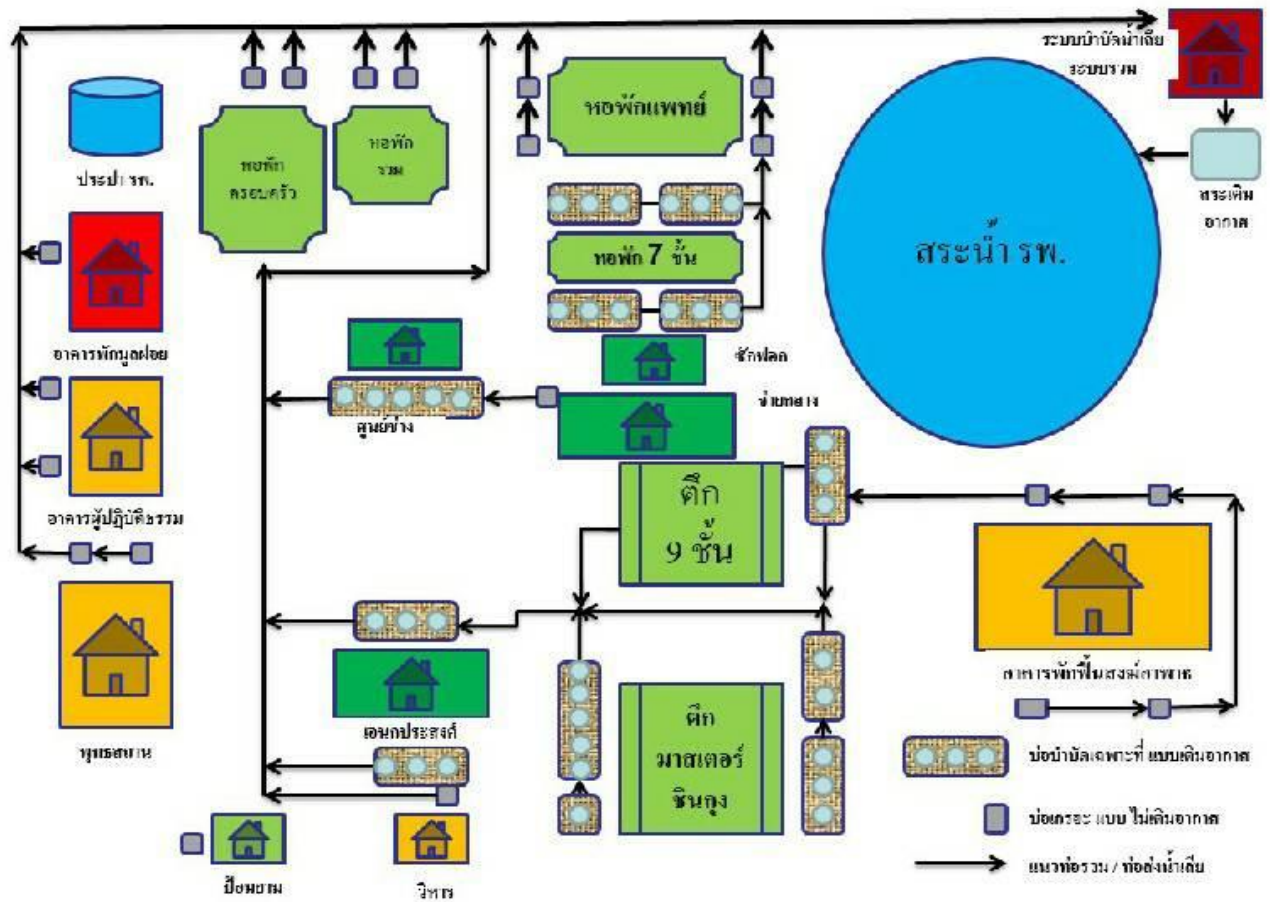 ระบบบำบัดน้ำเสีย
ระบบรวม
หอพักแพทย์
หอพัก
รวม
หอพัก
ครอบครัว
ประปา รพ.
สระเติม
อากาศ
หอพัก 7 ชั้น
สระน้ำ รพ.
อาคารพักมูลฝอย
ซักฟอก
จ่ายกลาง
ศูนย์ช่าง
ตึก
9 ชั้น
อาคารผู้ปฏิบัติธรรม
อาคารพักฟื้นสงฆ์อาพาธ
เอนกประสงค์
ตึก
มาสเตอร์
ชินกุง
พุทธสถาน
บ่อบำบัดเฉพาะที่ แบบเติมอากาศ
บ่อเกรอะ แบบ ไม่เติมอากาศ
แนวท่อรวม / ท่อส่งน้ำเสีย
ป้อมยาม
วิหาร